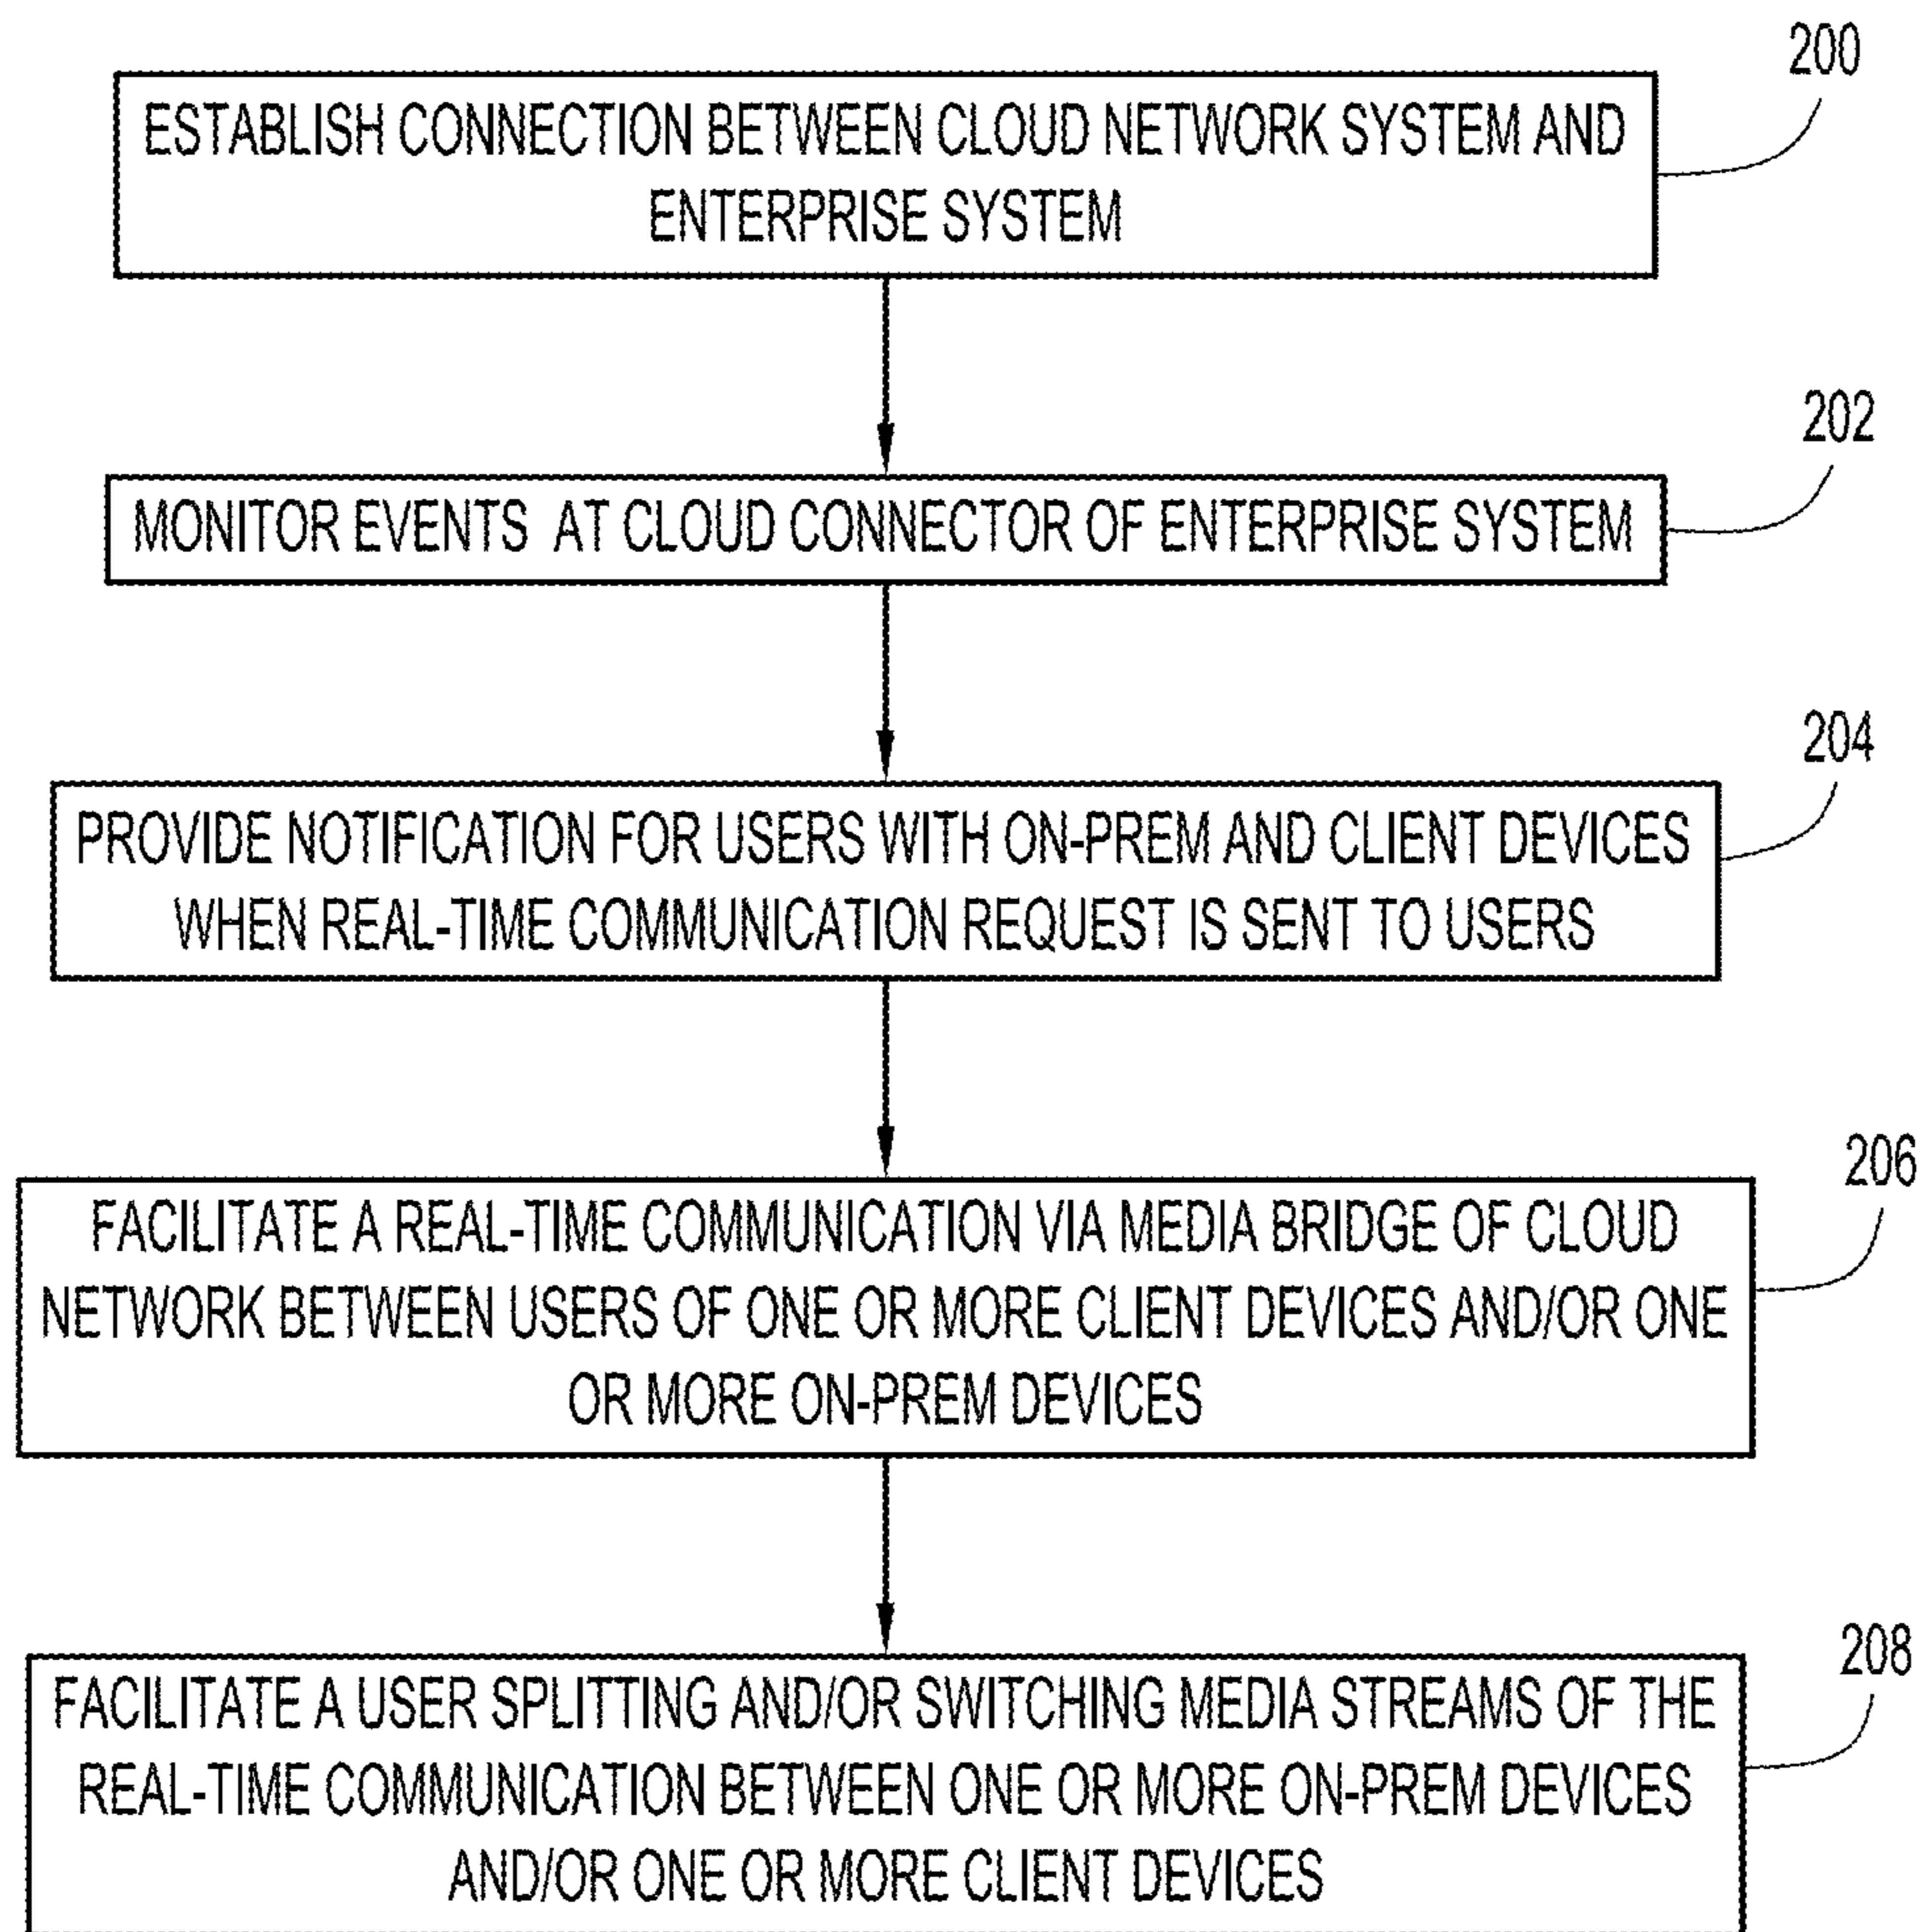 200
ESTABLISH CONNECTION BETWEEN CLOUD NETWORK SYSTEM AND
ENTERPRISE SYSTEM
202
MONITOR EVENTS AT CLOUD CONNECTOR OF ENTERPRISE SYSTEM
204
PROVIDE NOTIFICATION FOR USERS WITH ON-PREM AND CLIENT DEVICES
WHEN REAL-TIME COMMUNICATION REQUEST IS SENT TO USERS
206
FACILITATE A REAL-TIME COMMUNICATION VIA MEDIA BRIDGE OF CLOUD
NETWORK BETWEEN USERS OF ONE OR MORE CLIENT DEVICES AND/OR ONE
OR MORE ON-PREM DEVICES
208
FACILITATE A USER SPLITTING AND/OR SWITCHING MEDIA STREAMS OF THE
REAL-TIME COMMUNICATION BETWEEN ONE OR MORE ON-PREM DEVICES
AND/OR ONE OR MORE CLIENT DEVICES